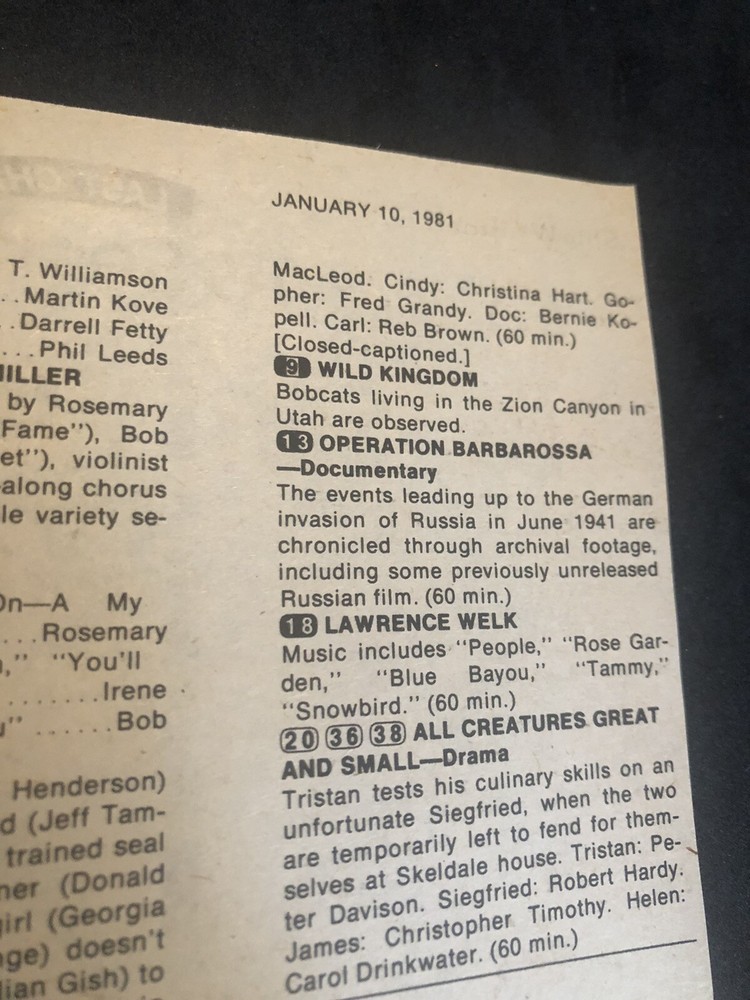 JANUARY 10, 1981
T. Williamson
. . Martin Kove
. . Darrell Fetty
. . . Phil Leeds
MILLER
by Rosemary
Fame"), Bob
et"), violinist
-along chorus
le variety se-
On—A My
. . . Rosemary
," "You'll
. . . . . . . . Irene
" . . . . . . Bob
Henderson)
d (Jeff Tam-
trained seal
ner (Donald
girl (Georgia
nge) doesn't
lian Gish) to
MacLeod. Cindy: Christina Hart. Go-
pher: Fred Grandy. Doc: Bernie Ko-
pell. Carl: Reb Brown. (60 min.)
[Closed-captioned.]
9 WILD KINGDOM
Bobcats living in the Zion Canyon in
Utah are observed.
13 OPERATION BARBAROSSA
—Documentary
The events leading up to the German
invasion of Russia in June 1941 are
chronicled through archival footage,
including some previously unreleased
Russian film. (60 min.)
18 LAWRENCE WELK
Music includes "People," "Rose Gar-
den," "Blue Bayou," "Tammy,"
"Snowbird." (60 min.)
20 36 38 ALL CREATURES GREAT
AND SMALL—Drama
Tristan tests his culinary skills on an
unfortunate Siegfried, when the two
are temporarily left to fend for them-
selves at Skeldale house. Tristan: Pe-
ter Davison. Siegfried: Robert Hardy.
James: Christopher Timothy. Helen:
Carol Drinkwater. (60 min.)